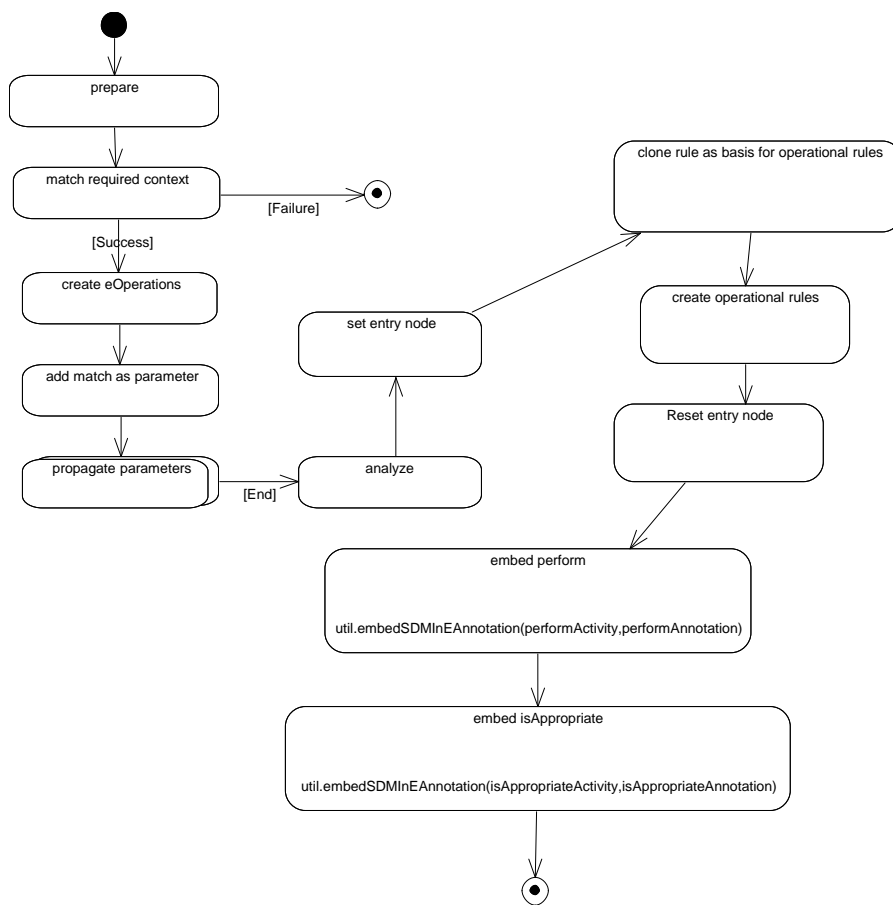 prepare
match required context
[Failure]
[Success]
create eOperations
add match as parameter
propagate parameters
[End]
analyze
set entry node
clone rule as basis for operational rules
create operational rules
Reset entry node
embed perform
util.embedSDMInEAnnotation(performActivity,performAnnotation)
embed isAppropriate
util.embedSDMInEAnnotation(isAppropriateActivity,isAppropriateAnnotation)